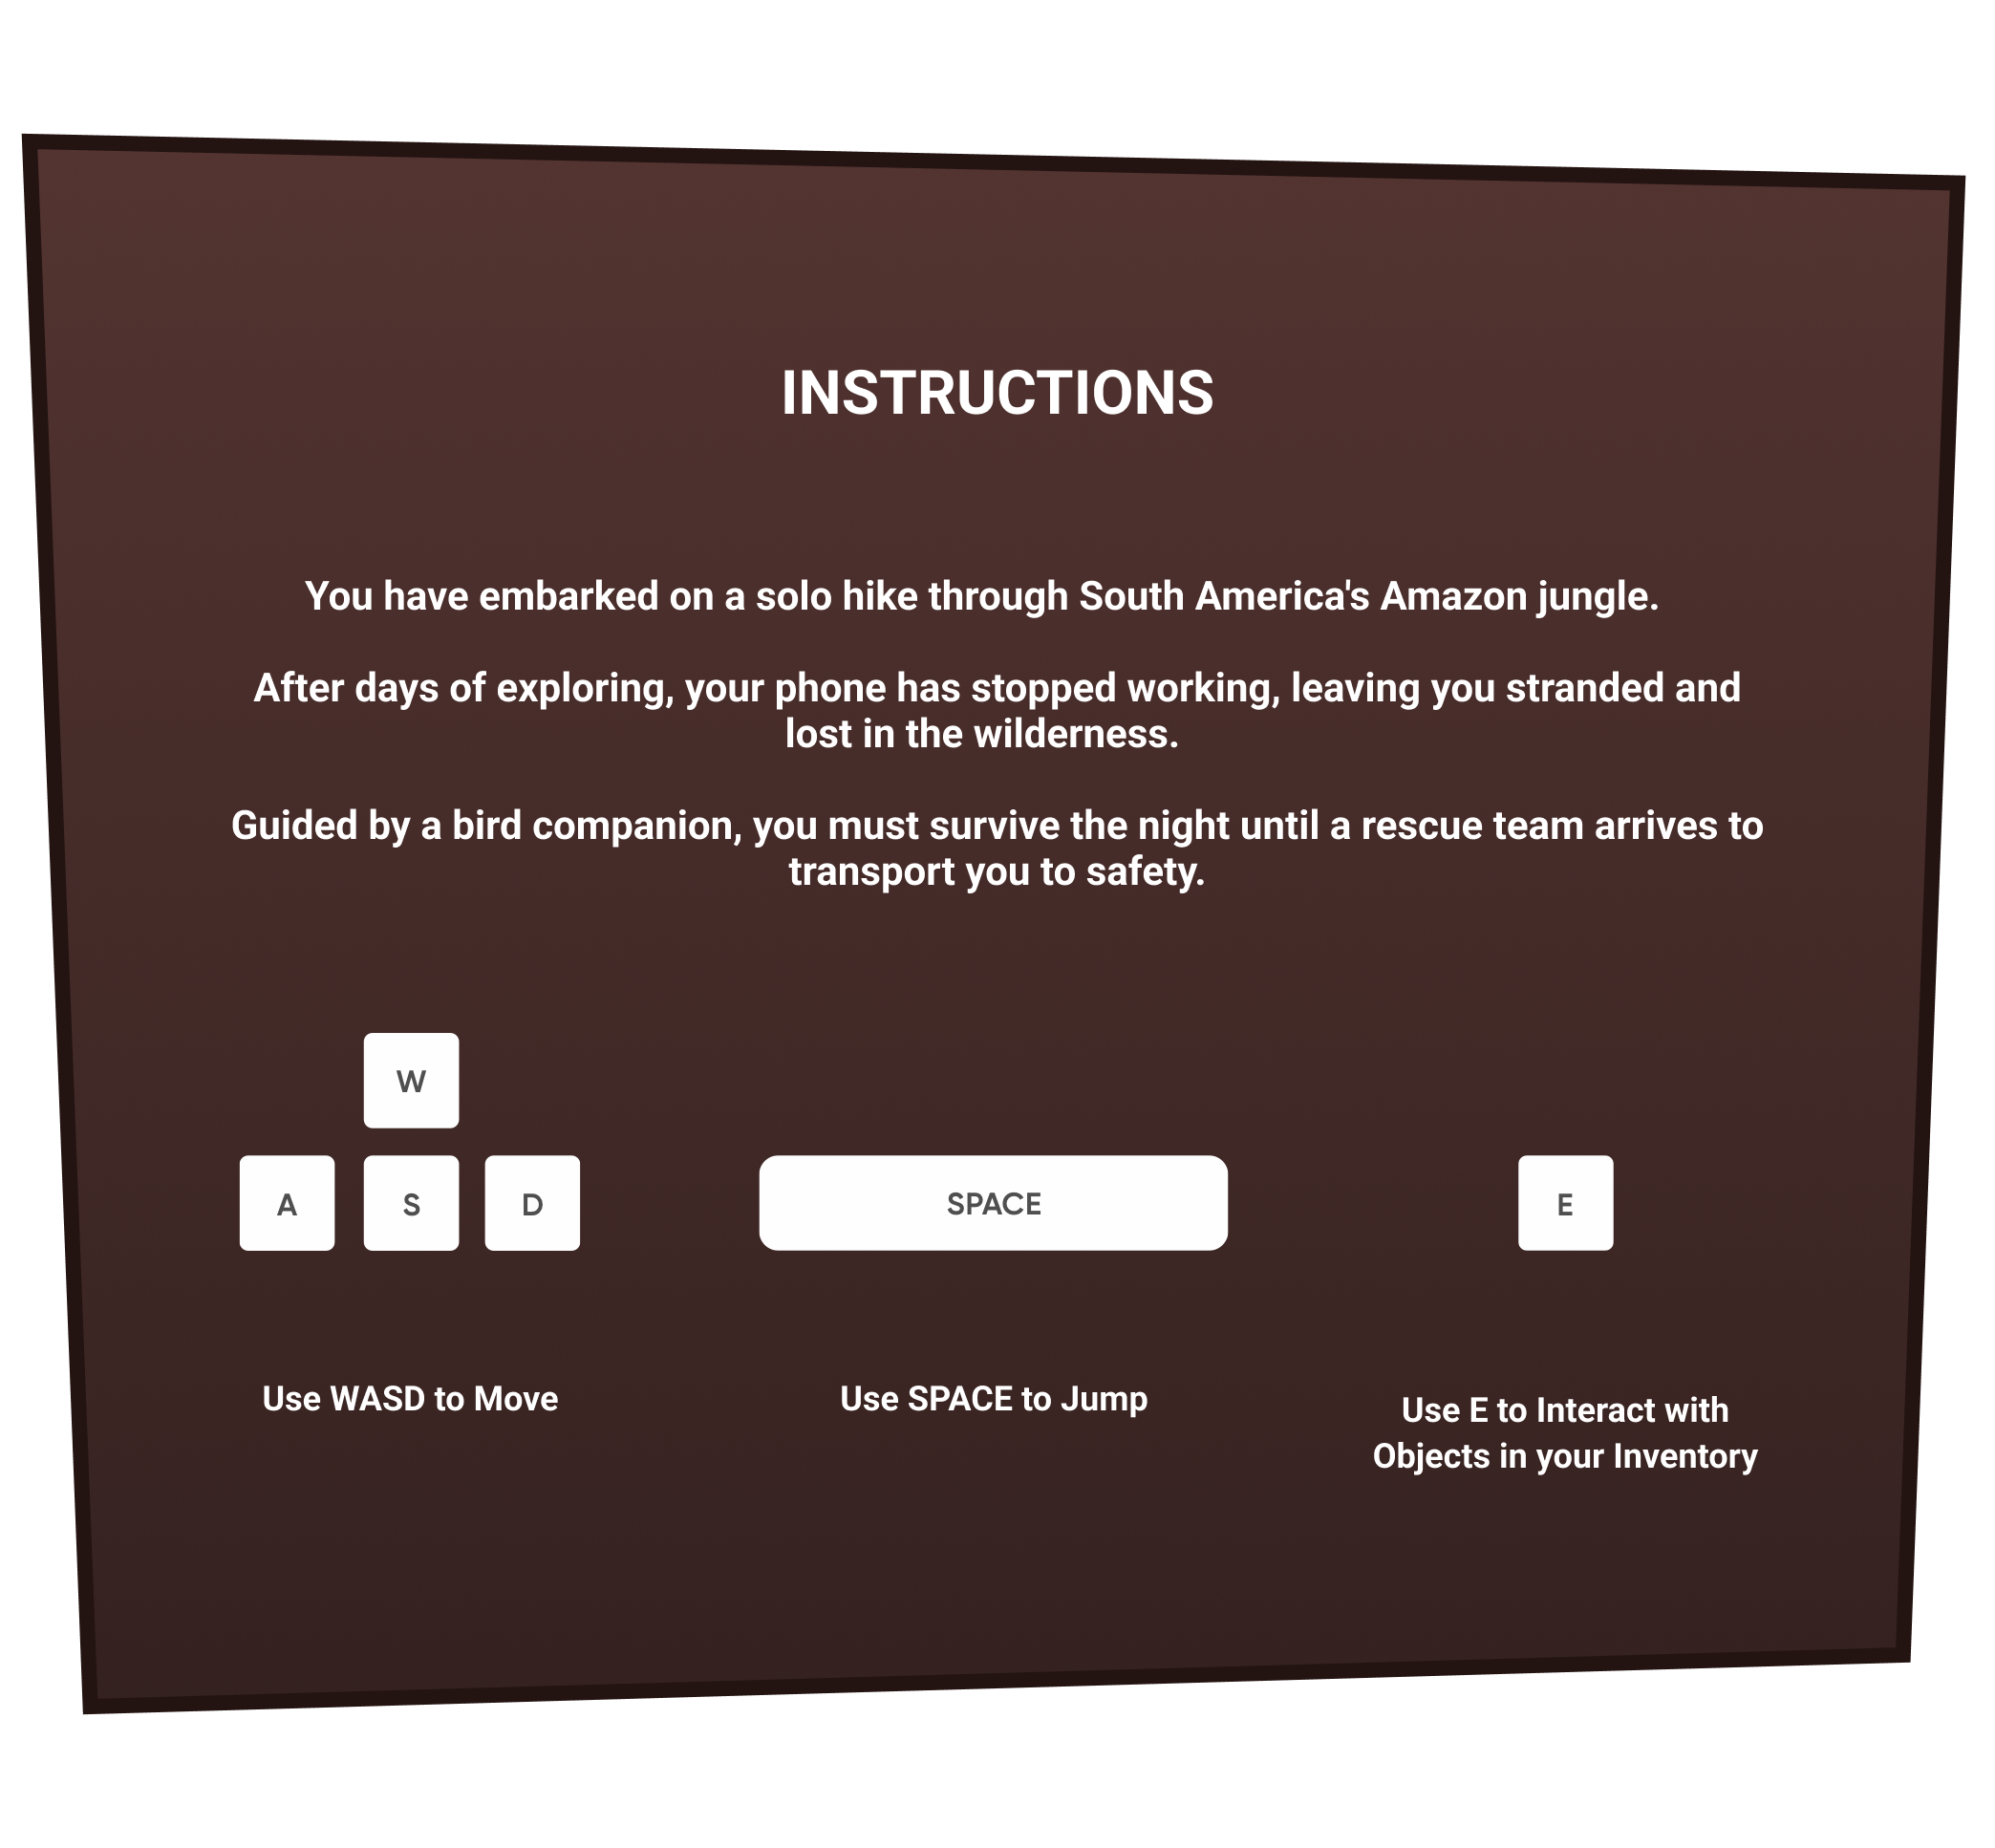 INSTRUCTIONS
You have embarked on a solo hike through South America's Amazon jungle.
After days of exploring, your phone has stopped working, leaving you stranded and
lost in the wilderness.
Guided by a bird companion, you must survive the night until a rescue team arrives to
transport you to safety.
W
A S D
SPACE
E
Use WASD to Move
Use SPACE to Jump
Use E to Interact with
Objects in your Inventory